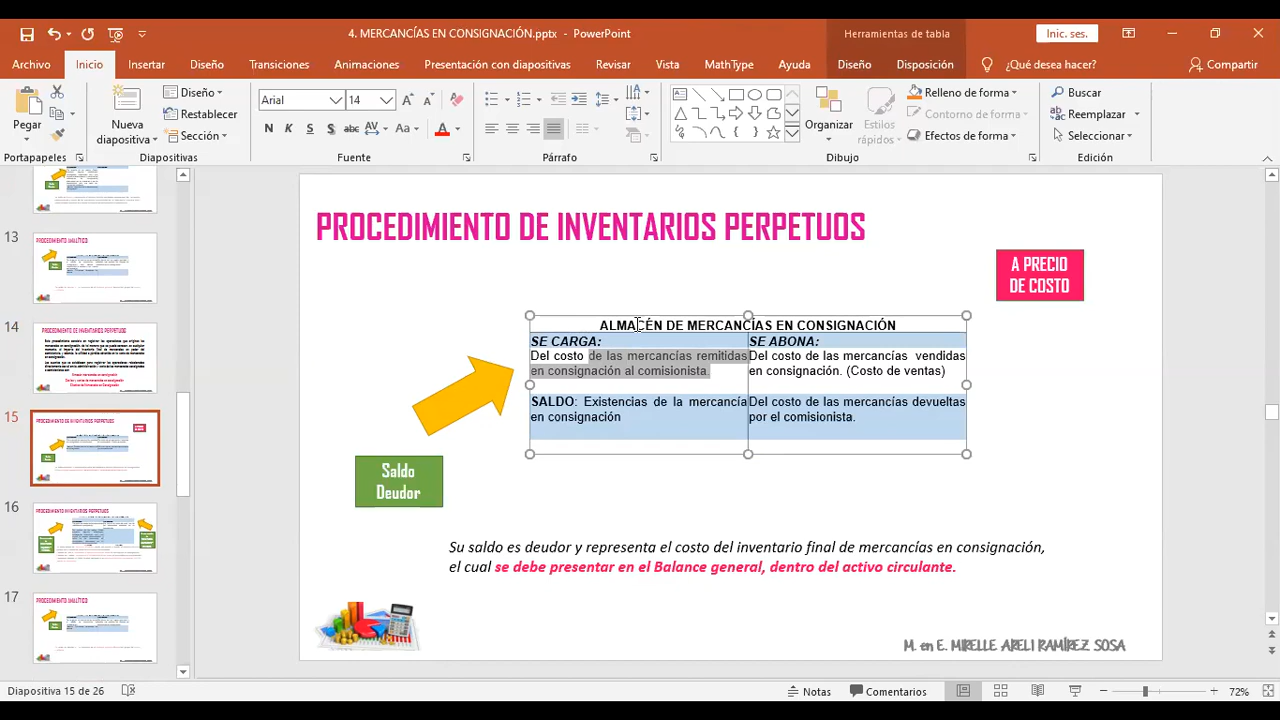 4. MERCANCÍAS EN CONSIGNACIÓN.pptx - PowerPoint
Herramientas de tabla
Inic. ses.
Archivo Inicio Insertar Diseño Transiciones Animaciones Presentación con diapositivas Revisar Vista MathType Ayuda Diseño Disposición ¿Qué desea hacer? Compartir
Pegar
Nueva diapositiva
Diseño
Restablecer
Sección
Arial 14
N K S S abc AV Aa A
Organizar
Estilos rápidos
Relleno de forma
Contorno de forma
Efectos de forma
Buscar
Reemplazar
Seleccionar
Portapapeles Diapositivas Fuente Párrafo Dibujo Edición
13
14
15
16
17
PROCEDIMIENTO DE INVENTARIOS PERPETUOS
A PRECIO
DE COSTO
ALMACÉN DE MERCANCÍAS EN CONSIGNACIÓN
SE CARGA:
Del costo de las mercancías remitidas
en consignación al comisionista.
SALDO: Existencias de la mercancía
en consignación
SE ABONA:
Del costo de las mercancías vendidas
en consignación. (Costo de ventas)
Del costo de las mercancías devueltas
por el comisionista.
Saldo
Deudor
Su saldo es deudor y representa el costo del inventario final de mercancías en consignación,
el cual se debe presentar en el Balance general, dentro del activo circulante.
M. en E. MIRELLE ARELI RAMÍREZ SOSA
Diapositiva 15 de 26
Notas
Comentarios
72%